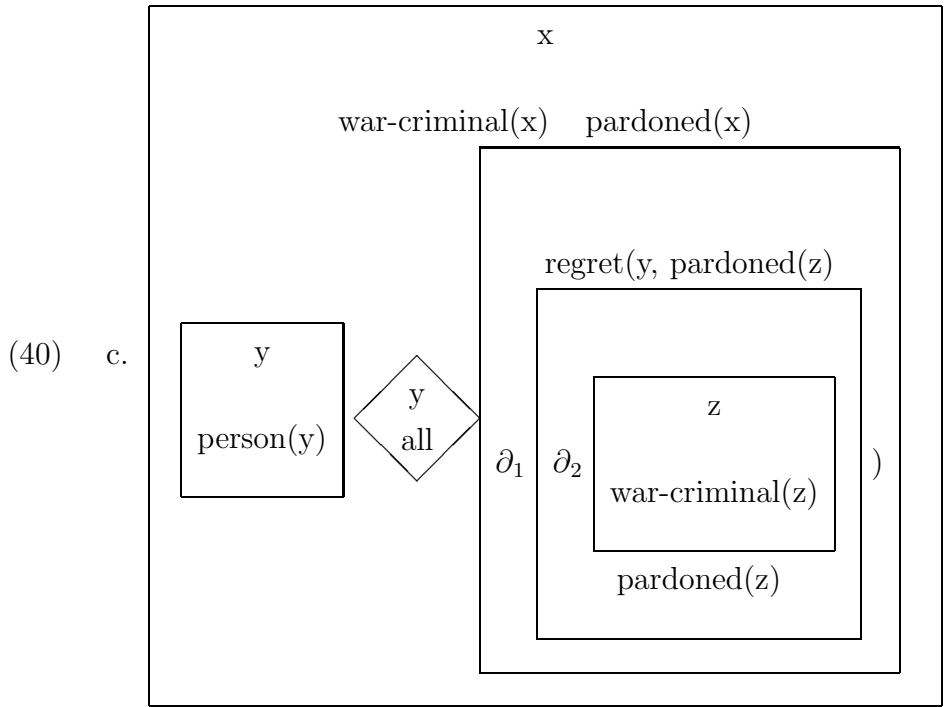 x
war-criminal(x) pardoned(x)
regret(y, pardoned(z)
(40) c.
y
person(y)
y
all
∂1 ∂2 )
z
war-criminal(z)
pardoned(z)